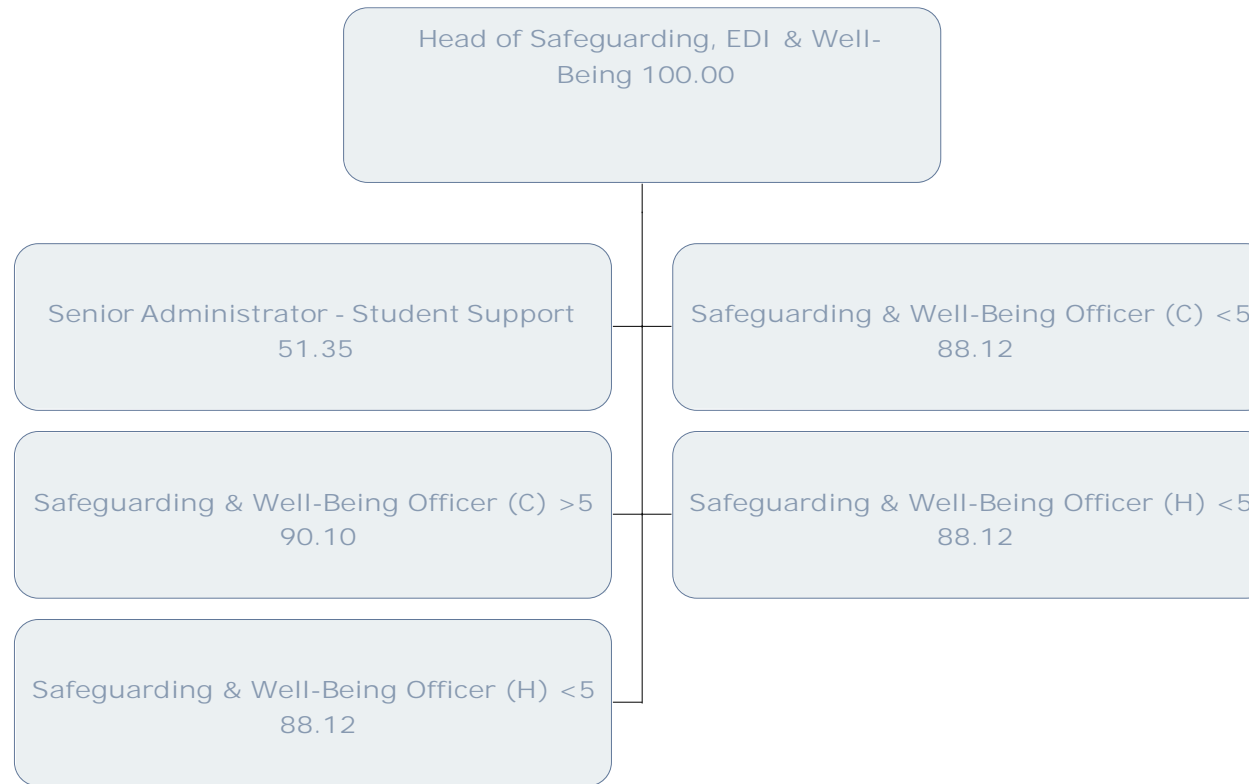 Head of Safeguarding, EDI & Well-
Being 100.00
Senior Administrator - Student Support
51.35
Safeguarding & Well-Being Officer (C) <5
88.12
Safeguarding & Well-Being Officer (C) >5
90.10
Safeguarding & Well-Being Officer (H) <5
88.12
Safeguarding & Well-Being Officer (H) <5
88.12